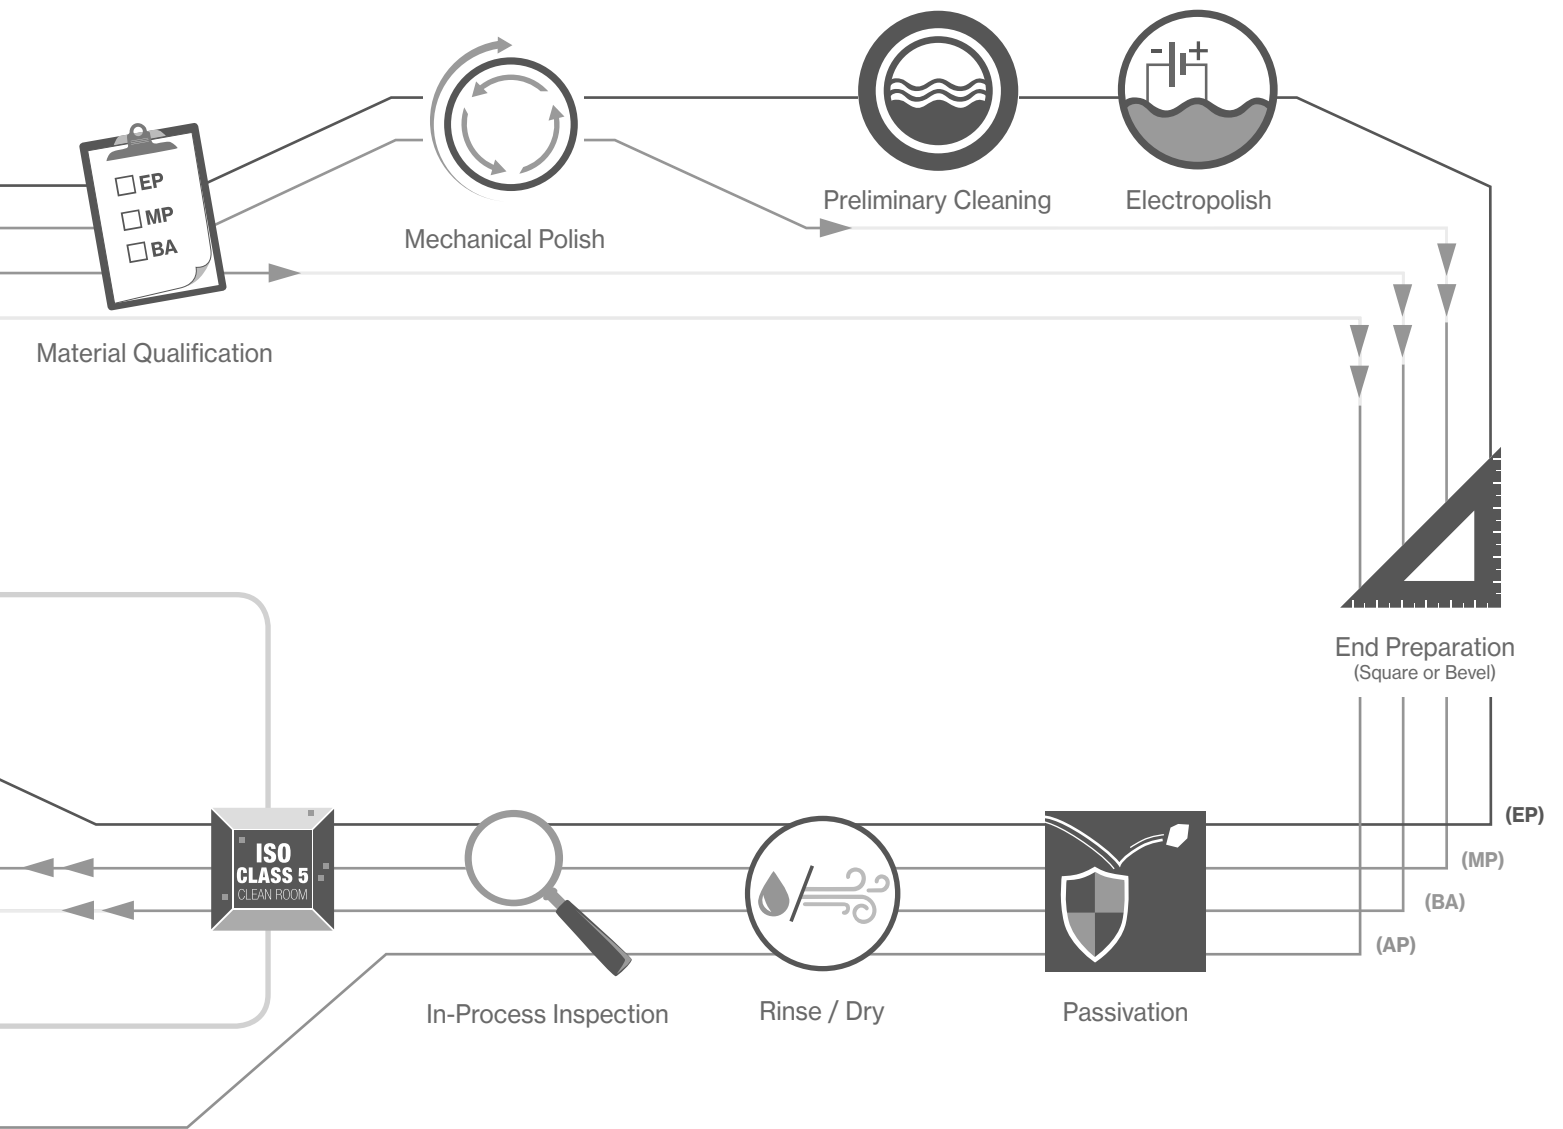 - +
EP
MP
BA
Preliminary Cleaning
Electropolish
Mechanical Polish
Material Qualification
End Preparation
(Square or Bevel)
(EP)
(MP)
(BA)
(AP)
ISO
CLASS 5
CLEAN ROOM
In-Process Inspection
Rinse / Dry
Passivation